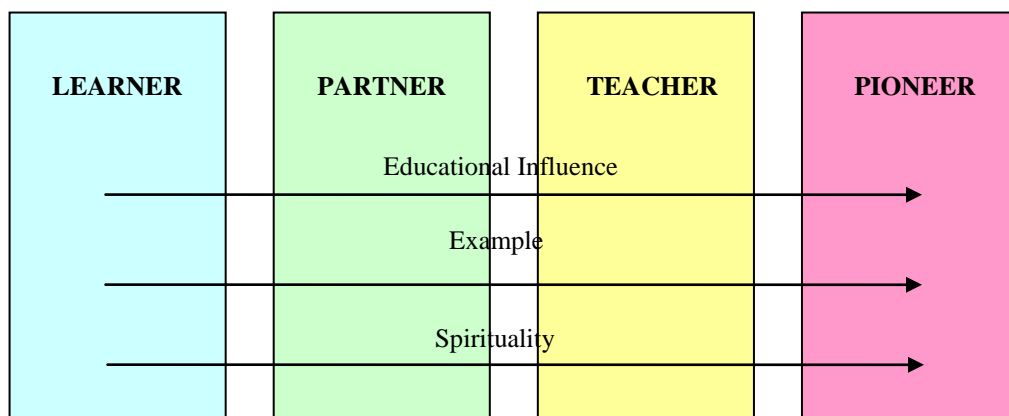 LEARNER PARTNER TEACHER PIONEER
Educational Influence
Example
Spirituality